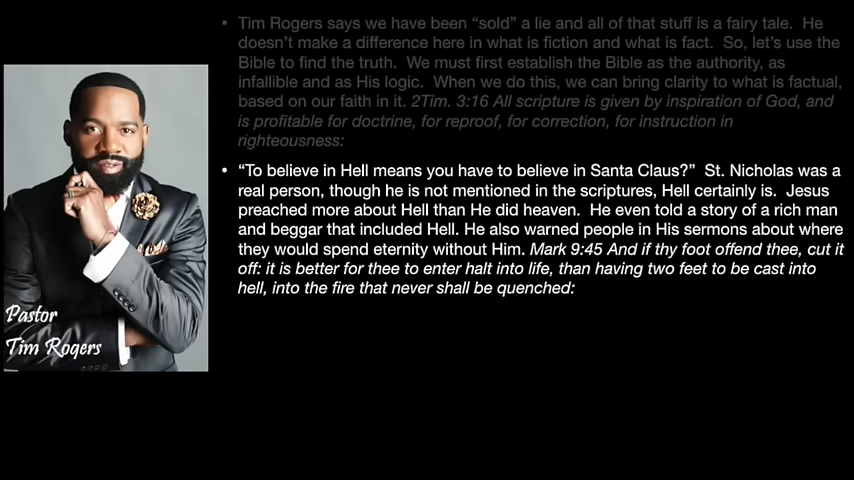 • Tim Rogers says we have been “sold” a lie and all of that stuff is a fairy tale.  He
doesn’t make a difference here in what is fiction and what is fact.  So, let’s use the
Bible to find the truth.  We must first establish the Bible as the authority, as
infallible and as His logic.  When we do this, we can bring clarity to what is factual,
based on our faith in it. 2Tim. 3:16 All scripture is given by inspiration of God, and
is profitable for doctrine, for reproof, for correction, for instruction in
righteousness:
• “To believe in Hell means you have to believe in Santa Claus?”  St. Nicholas was a
real person, though he is not mentioned in the scriptures, Hell certainly is.  Jesus
preached more about Hell than He did heaven.  He even told a story of a rich man
and beggar that included Hell. He also warned people in His sermons about where
they would spend eternity without Him. Mark 9:45 And if thy foot offend thee, cut it
off: it is better for thee to enter halt into life, than having two feet to be cast into
hell, into the fire that never shall be quenched:
Pastor
Tim Rogers